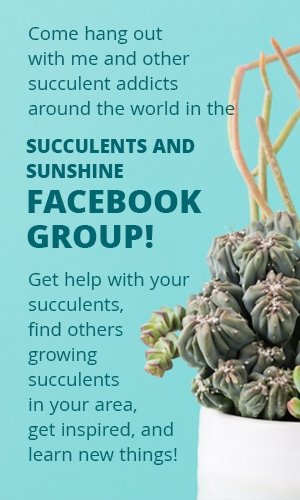 Come hang out
with me and other
succulent addicts
around the world in the
SUCCULENTS AND
SUNSHINE
FACEBOOK
GROUP!
Get help with your
succulents,
find others
growing
succulents
in your area,
get inspired, and
learn new things!